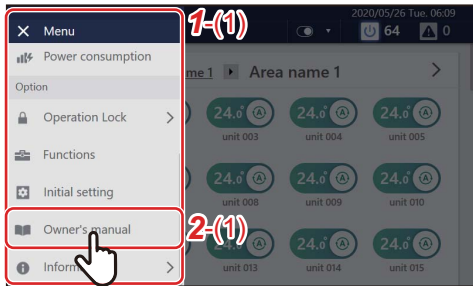 1-(1)
2020/05/26 Tue. 06:09
Menu
64
0
Power consumption
me 1
Area name 1
Option
Operation Lock
24.0
A
24.0
A
24.0
A
unit 003
unit 004
unit 005
Functions
Initial setting
24.0
A
24.0
A
24.0
A
unit 008
unit 009
unit 010
2-(1)
Owner's manual
24.0
A
24.0
A
24.0
A
Inform
unit 013
unit 014
unit 015